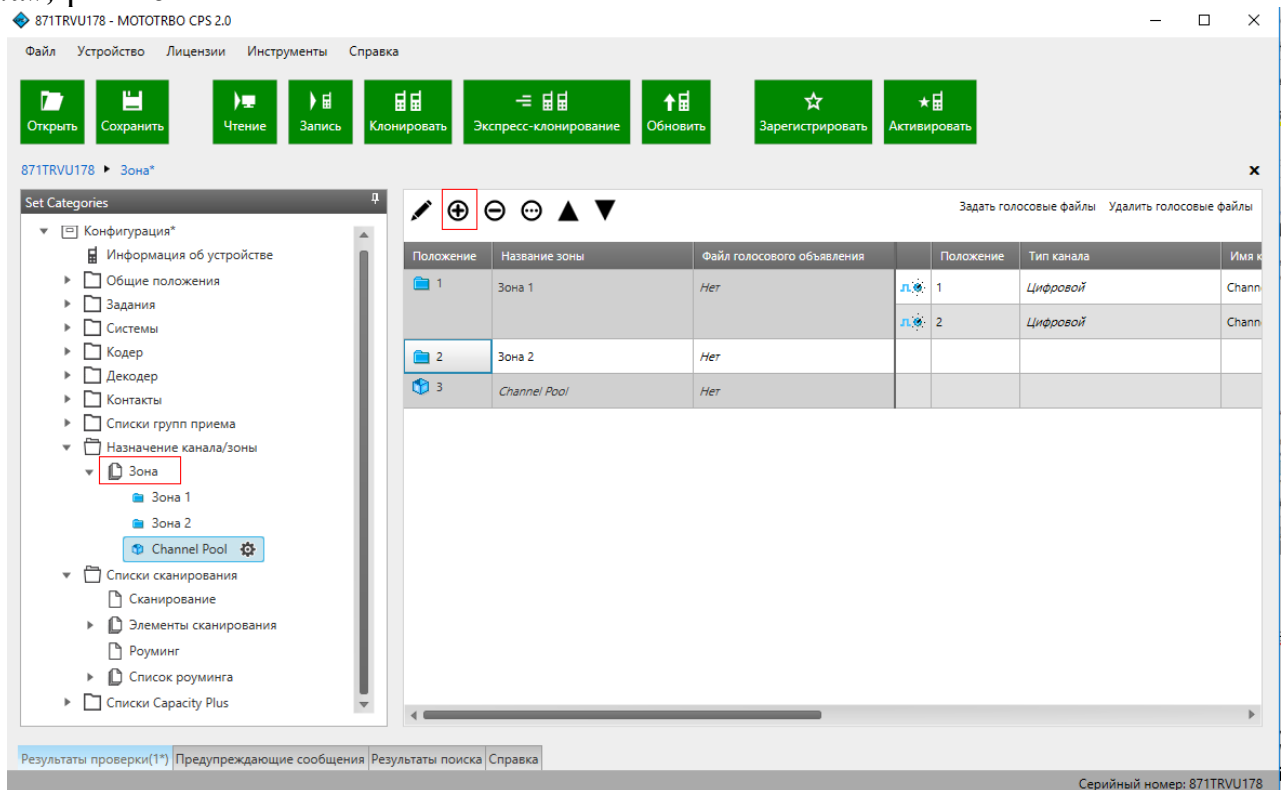 871TRVU178 - MOTOTRBO CPS 2.0
Файл Устройство Лицензии Инструменты Справка
Открыть Сохранить Чтение Запись Клонировать Экспресс-клонирование Обновить Зарегистрировать Активировать
871TRVU178 Зона*
Set Categories
Задать голосовые файлы Удалить голосовые файлы
Конфигурация*
Информация об устройстве
Общие положения
Задания
Системы
Кодер
Декодер
Контакты
Списки групп приема
Назначение канала/зоны
Зона
Зона 1
Зона 2
Channel Pool
Списки сканирования
Сканирование
Элементы сканирования
Роуминг
Список роуминга
Списки Capacity Plus
Положение Название зоны Файл голосового объявления Положение Тип канала Имя к
1 Зона 1 Нет 1 Цифровой Chann
2 Цифровой Chann
2 Зона 2 Нет
3 Channel Pool Нет
Результаты проверки(1*) Предупреждающие сообщения Результаты поиска Справка
Серийный номер: 871TRVU178